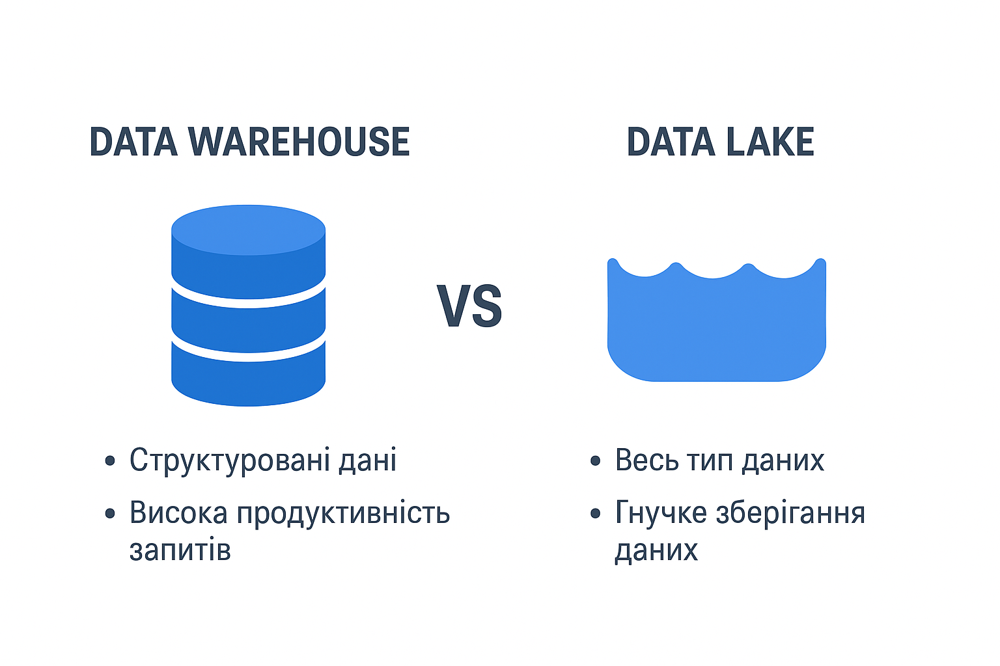 DATA WAREHOUSE
VS
DATA LAKE
• Структуровані дані
• Висока продуктивність
запитів
• Весь тип даних
• Гнучке зберігання
даних